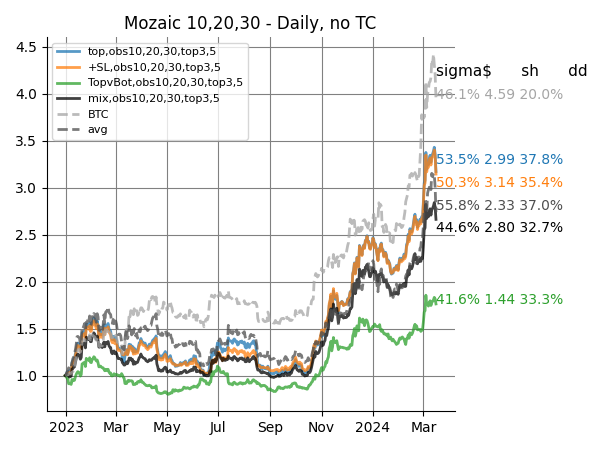 Mozaic 10,20,30 - Daily, no TC
4.5
4.0
3.5
3.0
2.5
2.0
1.5
1.0
top,obs10,20,30,top3,5
+SL,obs10,20,30,top3,5
TopvBot,obs10,20,30,top3,5
mix,obs10,20,30,top3,5
BTC
avg
sigma$ sh dd
46.1% 4.59 20.0%
53.5% 2.99 37.8%
50.3% 3.14 35.4%
55.8% 2.33 37.0%
44.6% 2.80 32.7%
41.6% 1.44 33.3%
2023 Mar May Jul Sep Nov 2024 Mar